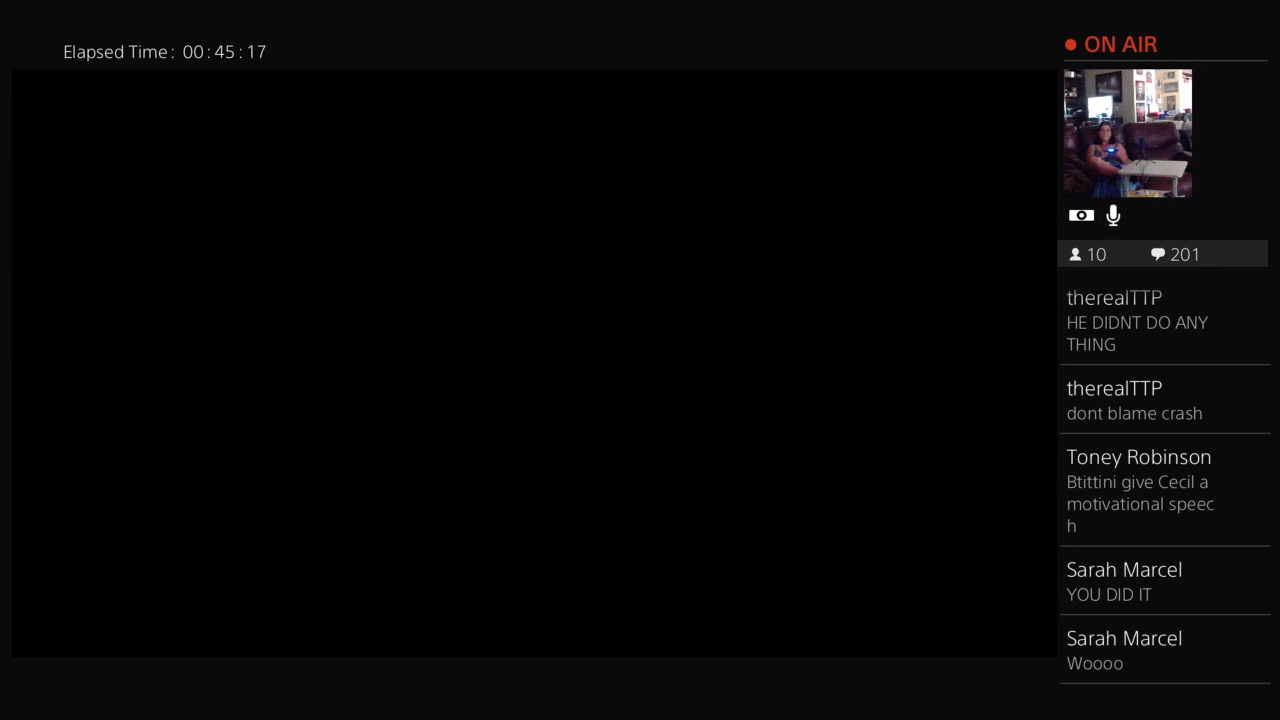 Elapsed Time: 00:45:17
ON AIR
10 201
therealTTP
HE DIDNT DO ANY
THING
therealTTP
dont blame crash
Toney Robinson
Btittini give Cecil a
motivational speec
h
Sarah Marcel
YOU DID IT
Sarah Marcel
Woooo